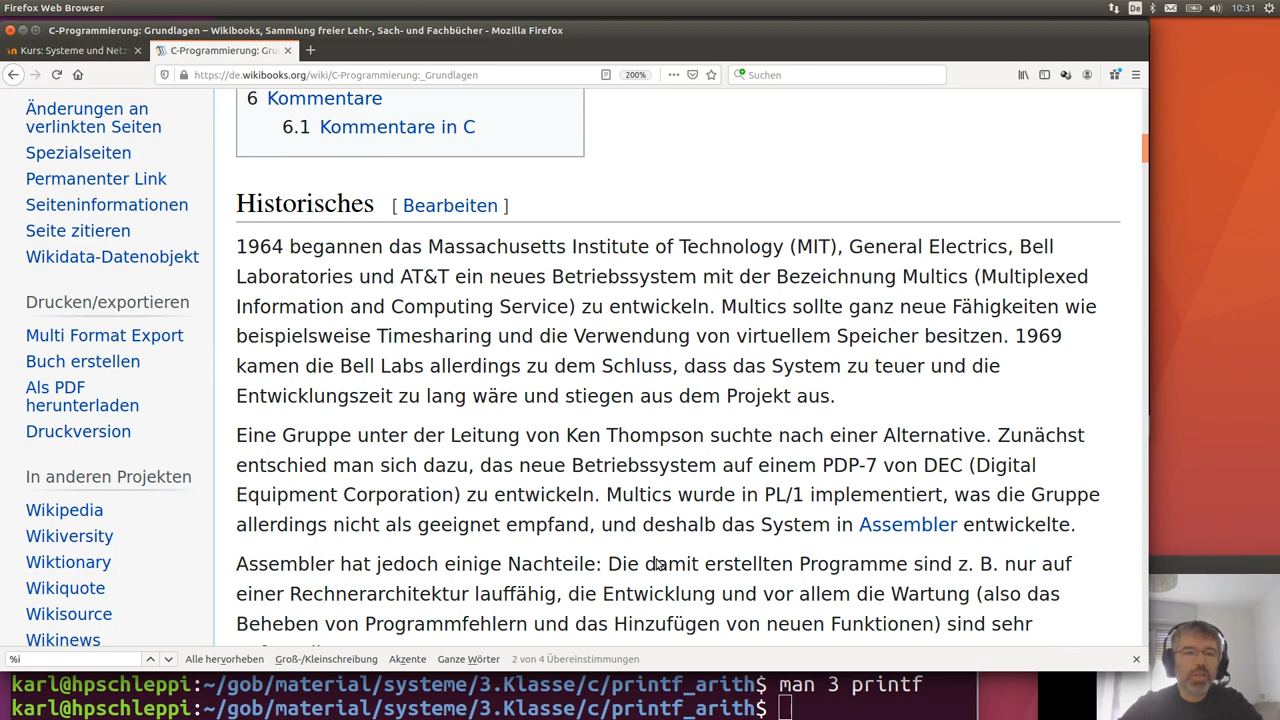 Firefox Web Browser
De
10:31
C-Programmierung: Grundlagen – Wikibooks, Sammlung freier Lehr-, Sach- und Fachbücher - Mozilla Firefox
Kurs: Systeme und Netz
C-Programmierung: Gru
https://de.wikibooks.org/wiki/C-Programmierung:_Grundlagen
200%
Suchen
Änderungen an
verlinkten Seiten
Spezialseiten
Permanenter Link
Seiteninformationen
Seite zitieren
Wikidata-Datenobjekt
Drucken/exportieren
Multi Format Export
Buch erstellen
Als PDF
herunterladen
Druckversion
In anderen Projekten
Wikipedia
Wikiversity
Wiktionary
Wikiquote
Wikisource
Wikinews
6 Kommentare
6.1 Kommentare in C
Historisches [ Bearbeiten ]
1964 begannen das Massachusetts Institute of Technology (MIT), General Electrics, Bell
Laboratories und AT&T ein neues Betriebssystem mit der Bezeichnung Multics (Multiplexed
Information and Computing Service) zu entwickeln. Multics sollte ganz neue Fähigkeiten wie
beispielsweise Timesharing und die Verwendung von virtuellem Speicher besitzen. 1969
kamen die Bell Labs allerdings zu dem Schluss, dass das System zu teuer und die
Entwicklungszeit zu lang wäre und stiegen aus dem Projekt aus.
Eine Gruppe unter der Leitung von Ken Thompson suchte nach einer Alternative. Zunächst
entschied man sich dazu, das neue Betriebssystem auf einem PDP-7 von DEC (Digital
Equipment Corporation) zu entwickeln. Multics wurde in PL/1 implementiert, was die Gruppe
allerdings nicht als geeignet empfand, und deshalb das System in Assembler entwickelte.
Assembler hat jedoch einige Nachteile: Die damit erstellten Programme sind z. B. nur auf
einer Rechnerarchitektur lauffähig, die Entwicklung und vor allem die Wartung (also das
Beheben von Programmfehlern und das Hinzufügen von neuen Funktionen) sind sehr
%i
Alle hervorheben
Groß-/Kleinschreibung
Akzente
Ganze Wörter
2 von 4 Übereinstimmungen
karl@hpschleppi:~/gob/material/systeme/3.Klasse/c/printf_arith$ man 3 printf
karl@hpschleppi:~/gob/material/systeme/3.Klasse/c/printf_arith$